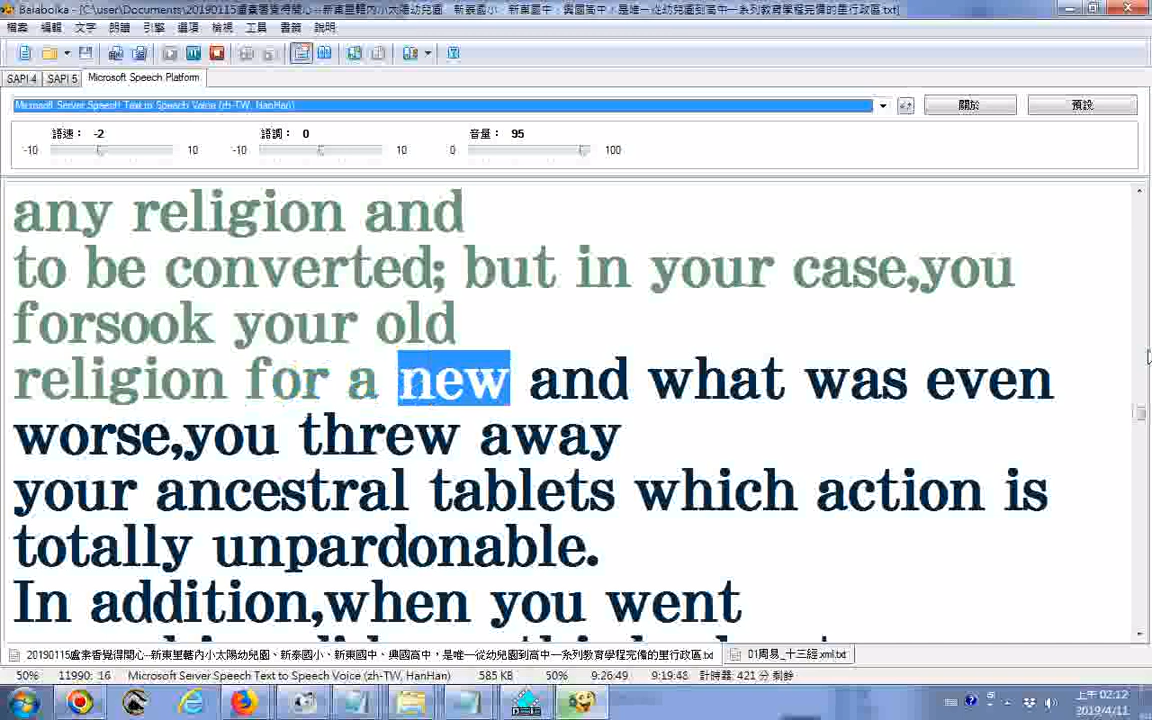 Balabolka - [C:\user\Documents\20190115盧素香覺得開心--新東里轄內小太陽幼兒園、新泰國小、新東國中、興國高中，是唯一從幼兒園到高中一系列教育學程完備的里行政區.txt]
檔案 編輯 文字 朗讀 引擎 選項 檢視 工具 書籤 說明
SAPI 4 SAPI 5 Microsoft Speech Platform
Microsoft Server Speech Text to Speech Voice (zh-TW, HanHan) 關於 預設
語速： -2 語調： 0 音量： 95
-10 10 -10 10 0 100
any religion and
to be converted; but in your case,you
forsook your old
religion for a new and what was even
worse,you threw away
your ancestral tablets which action is
totally unpardonable.
In addition,when you went
20190115盧素香覺得開心--新東里轄內小太陽幼兒園、新泰國小、新東國中、興國高中，是唯一從幼兒園到高中一系列教育學程完備的里行政區.txt 01周易_十三經.xml.txt
50% 11990: 16 Microsoft Server Speech Text to Speech Voice (zh-TW, HanHan) 585 KB 50% 9:26:49 9:19:48 計時器: 421 分 剩餘
上午 02:12
2019/4/11